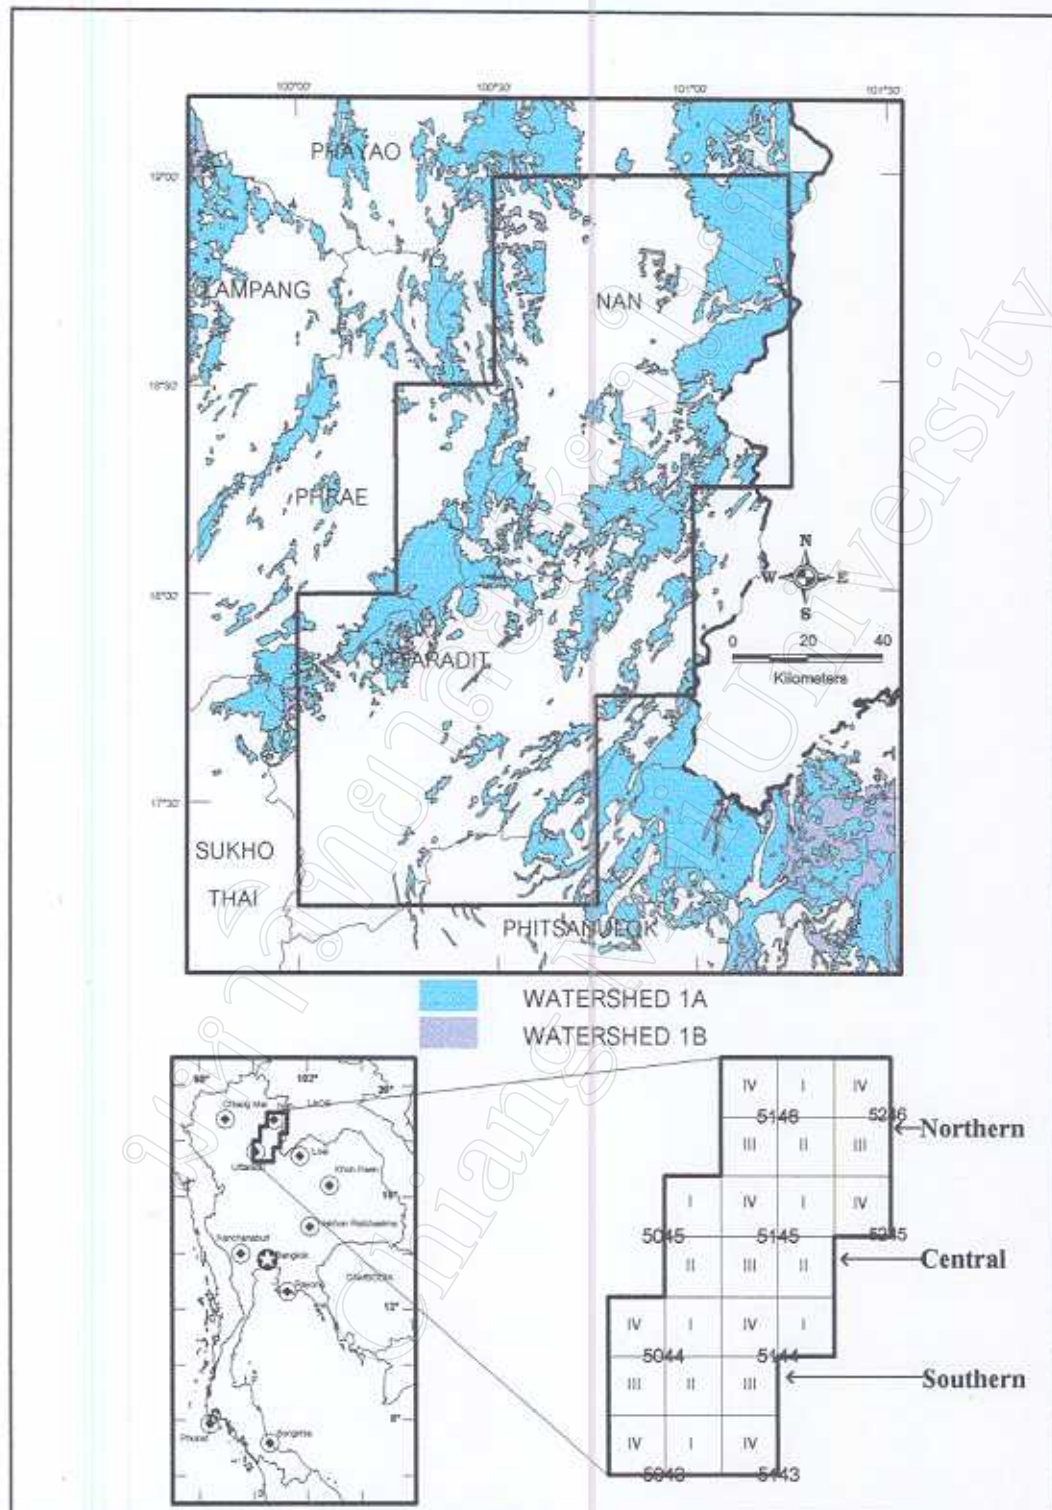 100°00'
100°30'
101°00'
101°30'
PHAYAO
19°00'
LAMPANG
NAN
18°30'
PHRAE
N
W E
S
18°00'
0 20 40
Kilometers
UTTARADIT
17°30'
SUKHO
THAI
PHITSANULOK
WATERSHED 1A
WATERSHED 1B
102°
20°
Chiang Mai
Nan
LAOS
Loei
Khon Kaen
16°
Nakhon Ratchasima
Kanchanaburi
Bangkok
CAMBODIA
Rayong
12°
8°
Phuket
Songkhla
IV I IV
5146 5246
Northern
III II III
I IV I IV
5045 5145 5245
Central
II III II
IV I IV I
5044 5144
Southern
III II III
IV I IV
5043 5143
Chiang Mai University